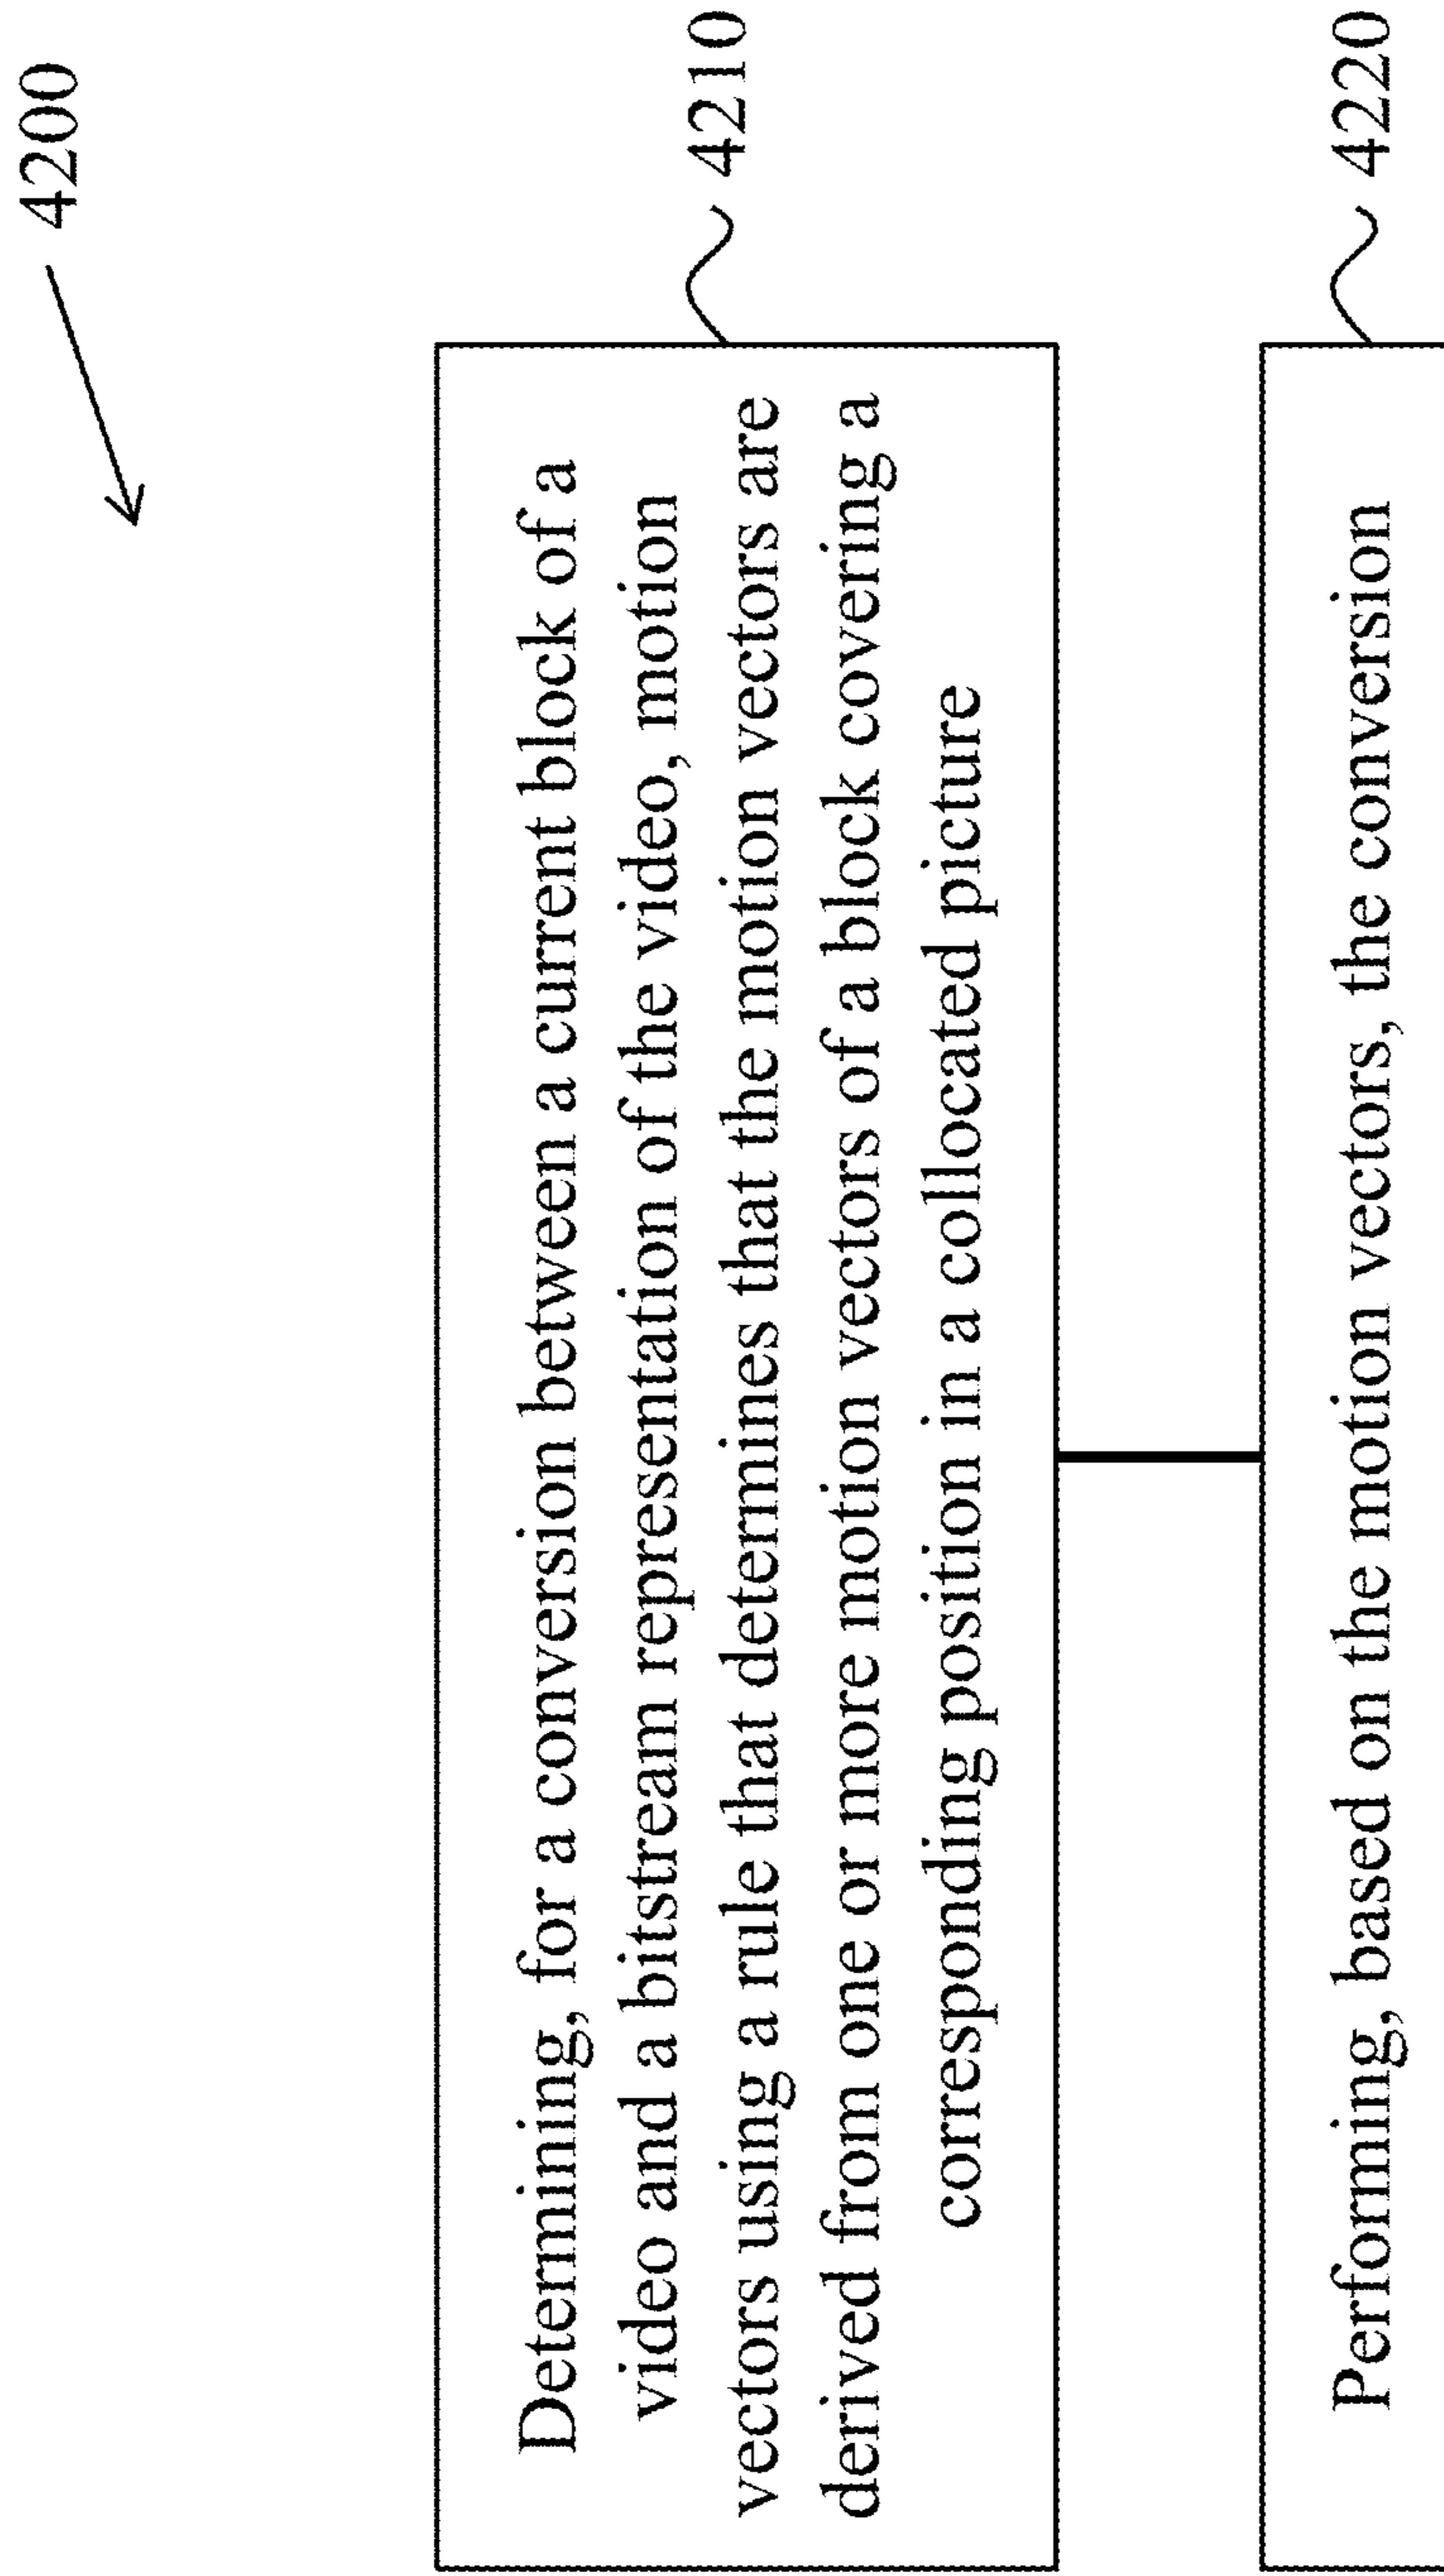 4200
Determining, for a conversion between a current block of a
video and a bitstream representation of the video, motion
vectors using a rule that determines that the motion vectors are
derived from one or more motion vectors of a block covering a
corresponding position in a collocated picture
4210
Performing, based on the motion vectors, the conversion
4220